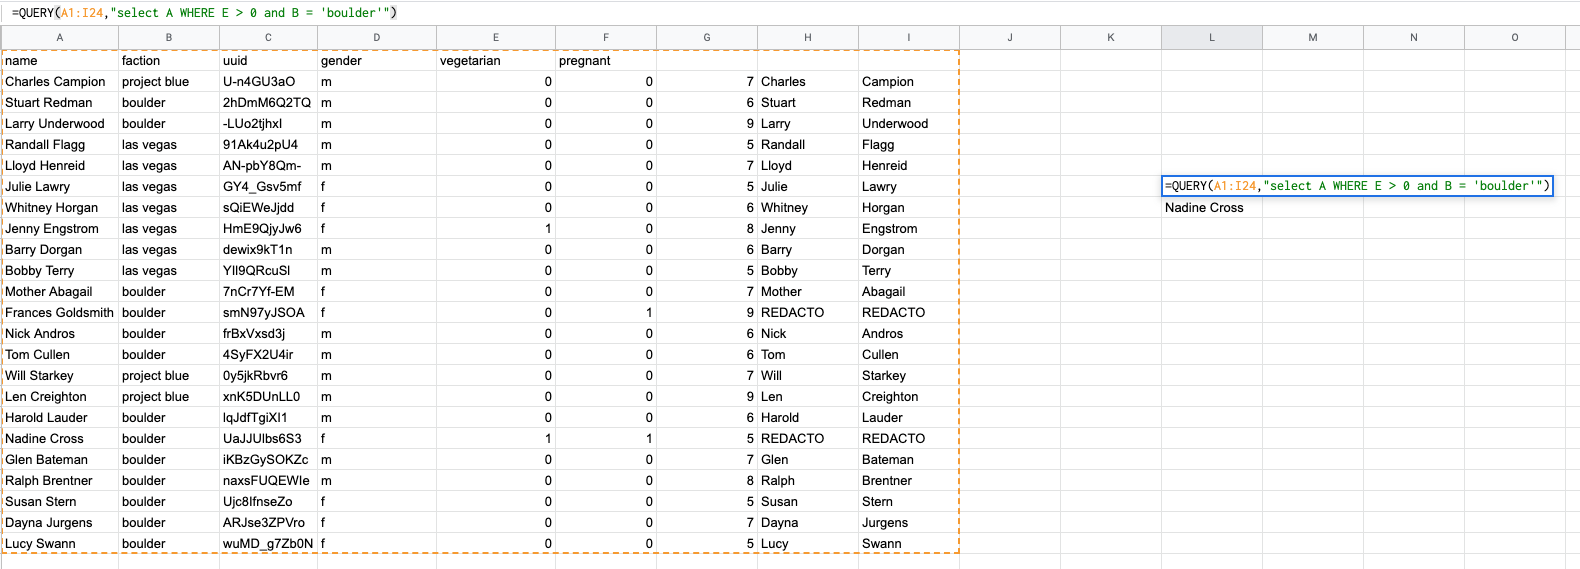 =QUERY(A1:I24,"select A WHERE E > 0 and B = 'boulder'")
A B C D E F G H I J K L M N O
name faction uuid gender vegetarian pregnant
Charles Campion project blue U-n4GU3aO m 0 0 7 Charles Campion
Stuart Redman boulder 2hDmM6Q2TQ m 0 0 6 Stuart Redman
Larry Underwood boulder -LUo2tjhxl m 0 0 9 Larry Underwood
Randall Flagg las vegas 91Ak4u2pU4 m 0 0 5 Randall Flagg
Lloyd Henreid las vegas AN-pbY8Qm- m 0 0 7 Lloyd Henreid
Julie Lawry las vegas GY4_Gsv5mf f 0 0 5 Julie Lawry =QUERY(A1:I24,"select A WHERE E > 0 and B = 'boulder'")
Whitney Horgan las vegas sQiEWeJjdd f 0 0 6 Whitney Horgan Nadine Cross
Jenny Engstrom las vegas HmE9QjyJw6 f 1 0 8 Jenny Engstrom
Barry Dorgan las vegas dewix9kT1n m 0 0 6 Barry Dorgan
Bobby Terry las vegas YIl9QRcuSl m 0 0 5 Bobby Terry
Mother Abagail boulder 7nCr7Yf-EM f 0 0 7 Mother Abagail
Frances Goldsmith boulder smN97yJSOA f 0 1 9 REDACTO REDACTO
Nick Andros boulder frBxVxsd3j m 0 0 6 Nick Andros
Tom Cullen boulder 4SyFX2U4ir m 0 0 6 Tom Cullen
Will Starkey project blue 0y5jkRbvr6 m 0 0 7 Will Starkey
Len Creighton project blue xnK5DUnLL0 m 0 0 9 Len Creighton
Harold Lauder boulder lqJdfTgiXI1 m 0 0 6 Harold Lauder
Nadine Cross boulder UaJJUlbs6S3 f 1 1 5 REDACTO REDACTO
Glen Bateman boulder iKBzGySOKZc m 0 0 7 Glen Bateman
Ralph Brentner boulder naxsFUQEWIe m 0 0 8 Ralph Brentner
Susan Stern boulder Ujc8IfnseZo f 0 0 5 Susan Stern
Dayna Jurgens boulder ARJse3ZPVro f 0 0 7 Dayna Jurgens
Lucy Swann boulder wuMD_g7Zb0N f 0 0 5 Lucy Swann